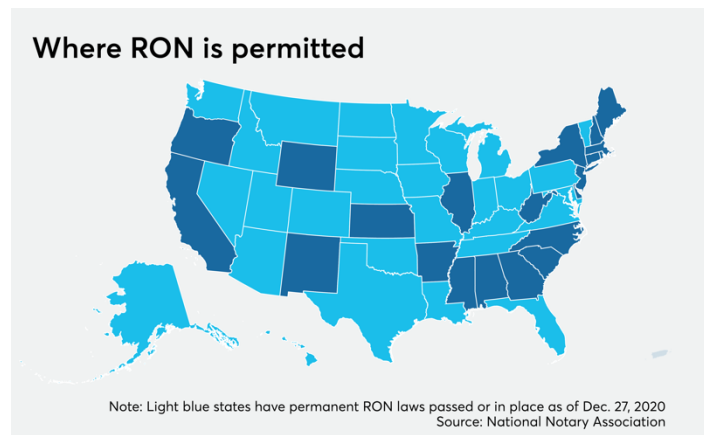 Where RON is permitted
Note: Light blue states have permanent RON laws passed or in place as of Dec. 27, 2020
Source: National Notary Association